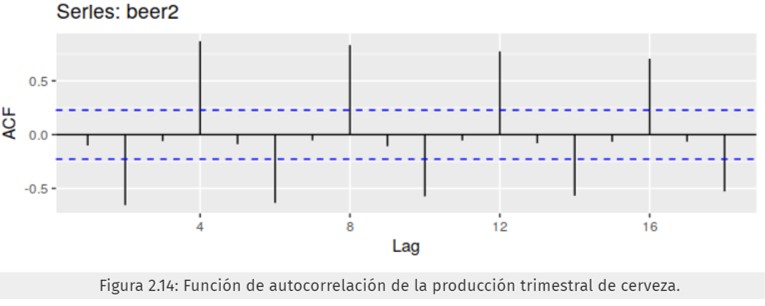 Series: beer2
ACF
0.5
0.0
-0.5
4 8 12 16
Lag
Figura 2.14: Función de autocorrelación de la producción trimestral de cerveza.